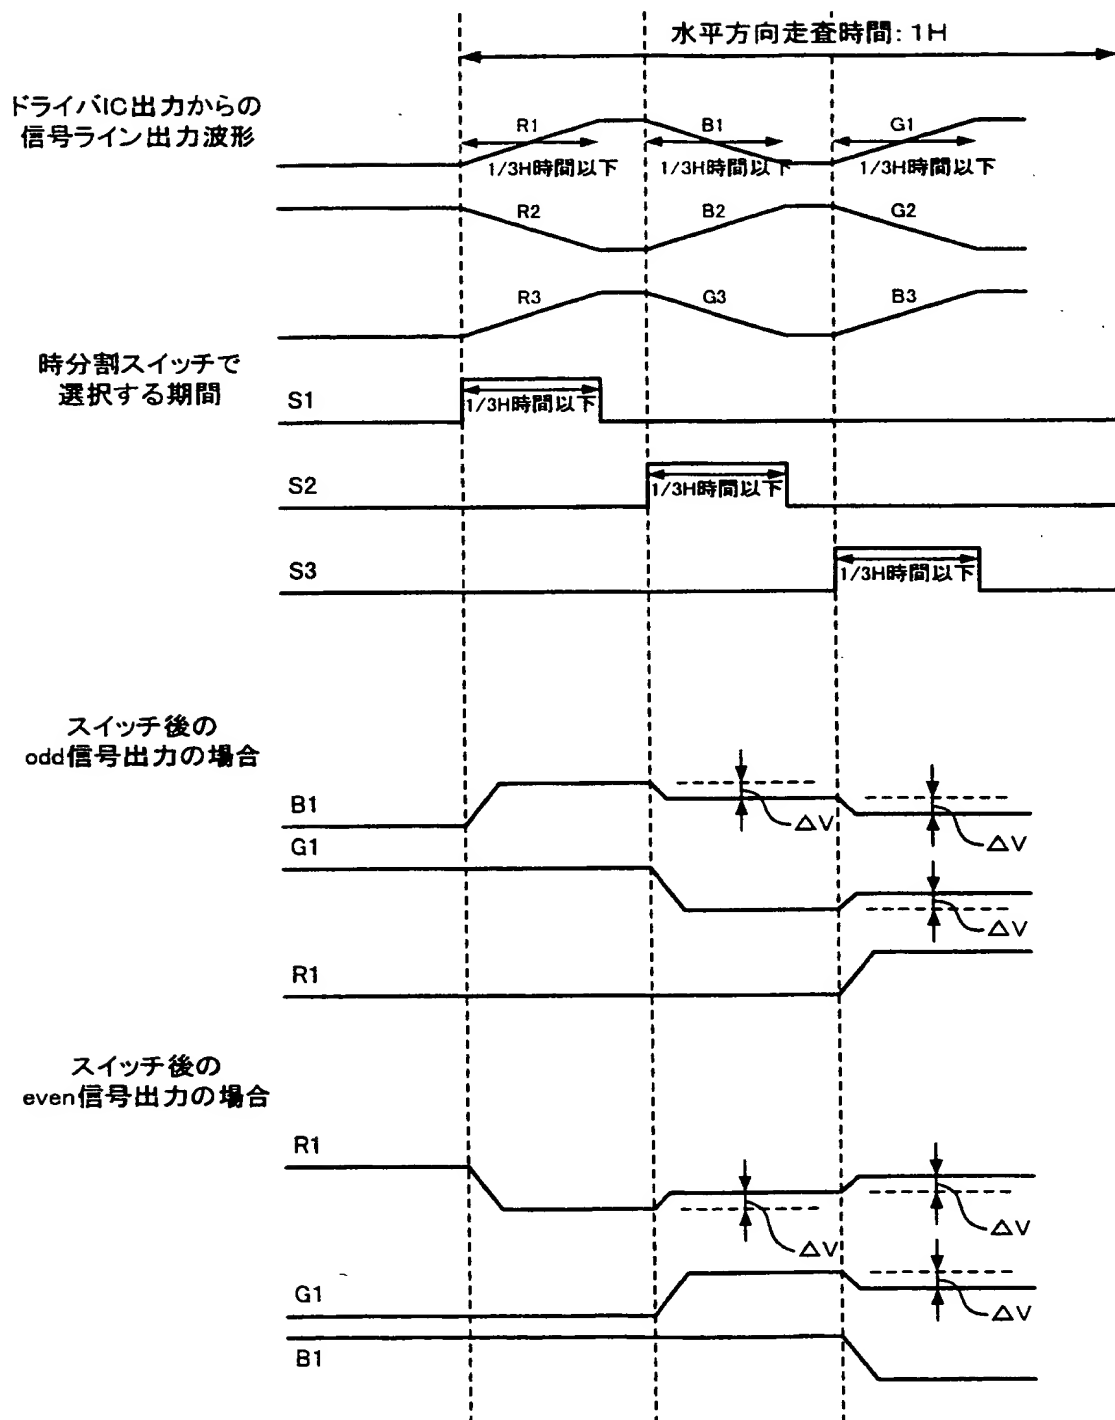 水平方向走査時間:1H
ドライバIC出力からの
信号ライン出力波形
R1
B1
G1
1/3H時間以下
1/3H時間以下
1/3H時間以下
R2
B2
G2
R3
G3
B3
時分割スイッチで
選択する期間
S1
1/3H時間以下
S2
1/3H時間以下
S3
1/3H時間以下
スイッチ後の
odd信号出力の場合
B1
△V
△V
G1
△V
R1
スイッチ後の
even信号出力の場合
R1
△V
△V
G1
△V
B1